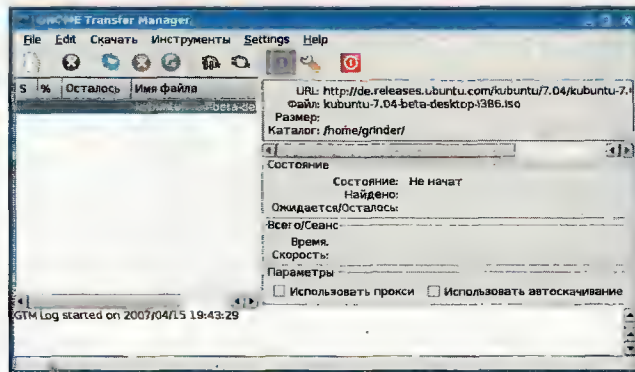 GNOME Transfer Manager
File Edit Скачать Инструменты Settings Help
S % Осталось Имя файла
URL: http://de.releases.ubuntu.com/kubuntu/7.04/kubuntu-7.
Файл: kubuntu-7.04-beta-desktop-i386.iso
Размер:
Каталог: /home/grinder/
Состояние
Состояние: Не начат
Найдено:
Ожидается/Осталось:
Всего/Сеанс
Время.
Скорость:
Параметры
Использовать прокси Использовать автоскачивание
GTM Log started on 2007/04/15 19:43:29